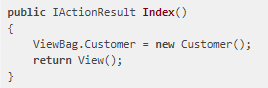 public IActionResult Index()
{
    ViewBag.Customer = new Customer();
    return View();
}